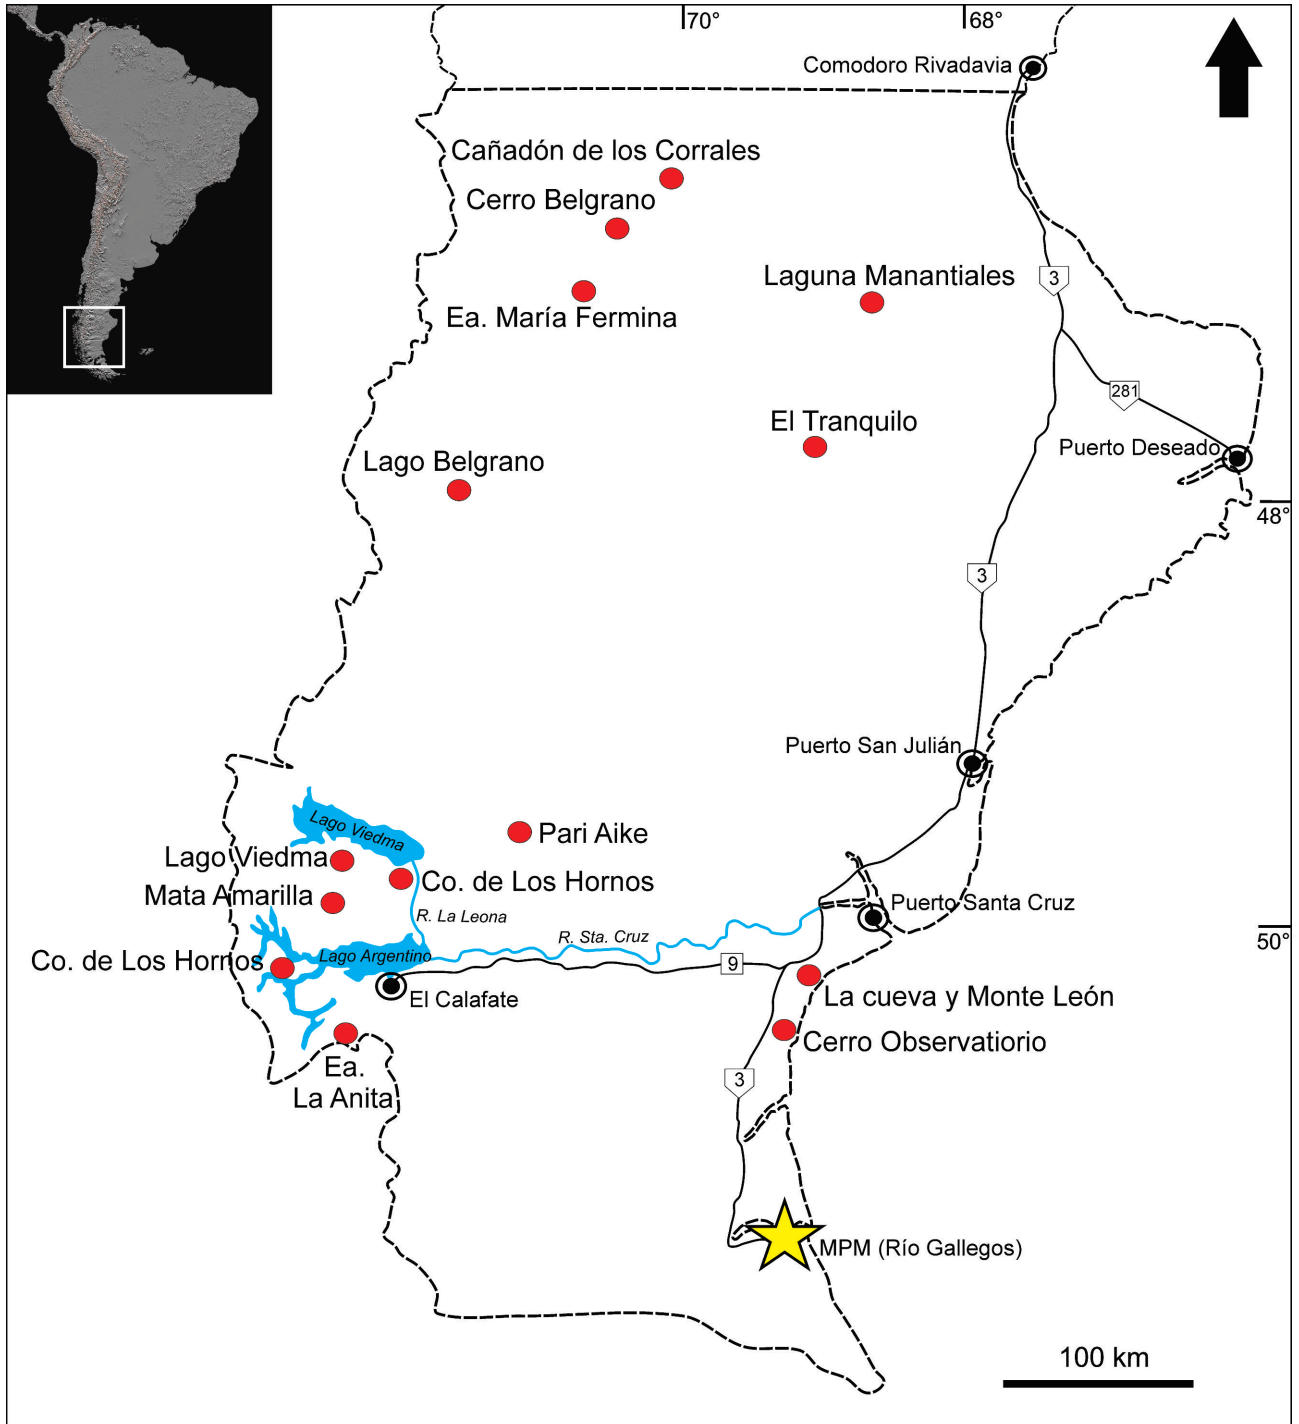 70°
68°
Comodoro Rivadavia
Cañadón de los Corrales
Cerro Belgrano
Laguna Manantiales
3
Ea. María Fermina
281
El Tranquilo
Puerto Deseado
Lago Belgrano
48°
3
Puerto San Julián
Lago Viedma
Pari Aike
Lago Viedma
Co. de Los Hornos
Mata Amarilla
Puerto Santa Cruz
R. La Leona
R. Sta. Cruz
50°
Lago Argentino
Co. de Los Hornos
9
El Calafate
La cueva y Monte León
Cerro Observatiorio
Ea.
La Anita
3
MPM (Río Gallegos)
100 km